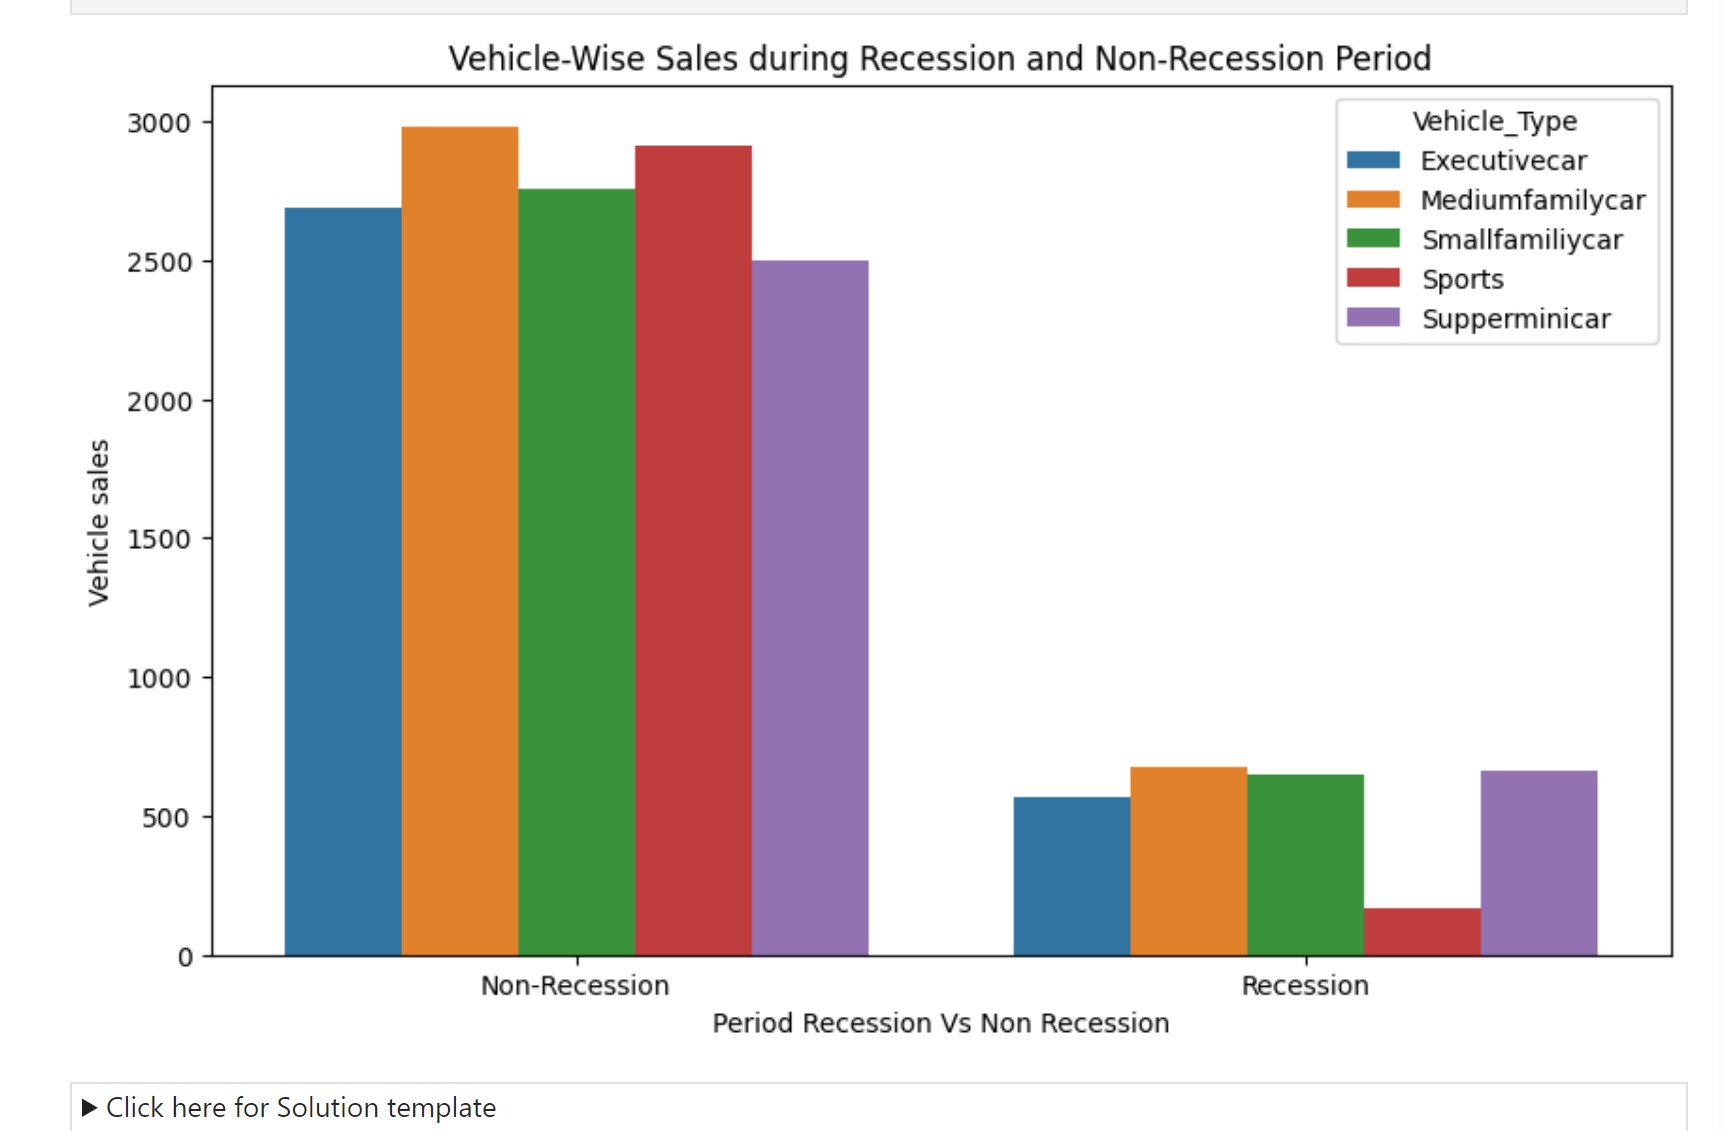 Vehicle-Wise Sales during Recession and Non-Recession Period
3000
2500
2000
1500
1000
500
0
Vehicle sales
Vehicle_Type
Executivecar
Mediumfamilycar
Smallfamiliycar
Sports
Supperminicar
Non-Recession
Recession
Period Recession Vs Non Recession
Click here for Solution template